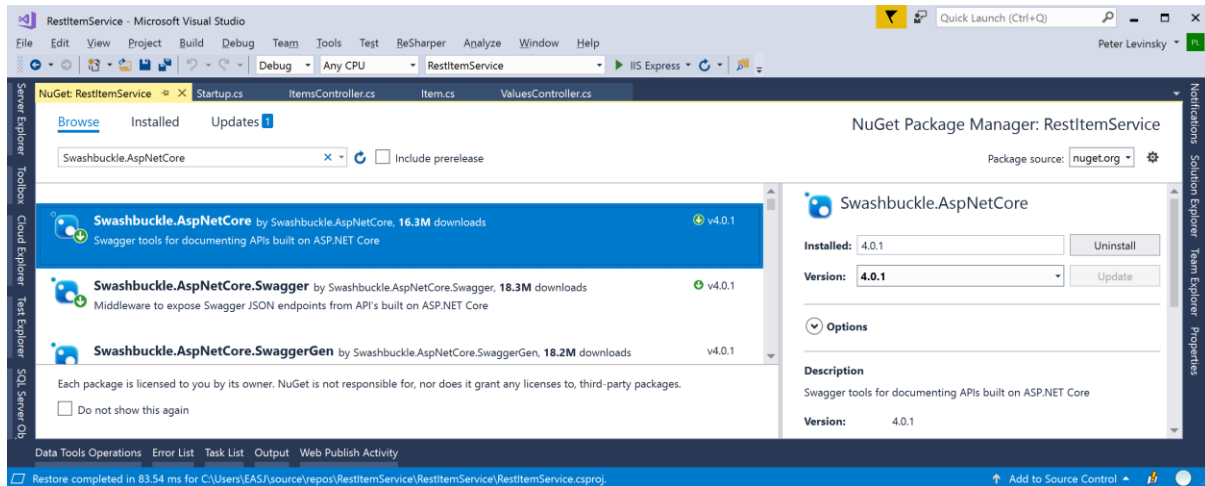 RestItemService - Microsoft Visual Studio
Quick Launch (Ctrl+Q)
File Edit View Project Build Debug Team Tools Test ReSharper Analyze Window Help
Peter Levinsky PL
Debug Any CPU RestItemService IIS Express
NuGet: RestItemService Startup.cs ItemsController.cs Item.cs ValuesController.cs
Server Explorer
Toolbox
Cloud Explorer
Test Explorer
SQL Server Ob
Browse Installed Updates 1
NuGet Package Manager: RestItemService
Swashbuckle.AspNetCore
Include prerelease
Package source: nuget.org
Swashbuckle.AspNetCore by Swashbuckle.AspNetCore, 16.3M downloads v4.0.1
Swagger tools for documenting APIs built on ASP.NET Core
Swashbuckle.AspNetCore.Swagger by Swashbuckle.AspNetCore.Swagger, 18.3M downloads v4.0.1
Middleware to expose Swagger JSON endpoints from API's built on ASP.NET Core
Swashbuckle.AspNetCore.SwaggerGen by Swashbuckle.AspNetCore.SwaggerGen, 18.2M downloads v4.0.1
Each package is licensed to you by its owner. NuGet is not responsible for, nor does it grant any licenses to, third-party packages.
Do not show this again
Swashbuckle.AspNetCore
Installed: 4.0.1 Uninstall
Version: 4.0.1 Update
Options
Description
Swagger tools for documenting APIs built on ASP.NET Core
Version: 4.0.1
Notifications
Solution Explorer
Team Explorer
Properties
Data Tools Operations Error List Task List Output Web Publish Activity
Restore completed in 83.54 ms for C:\Users\EASJ\source\repos\RestItemService\RestItemService\RestItemService.csproj.
Add to Source Control